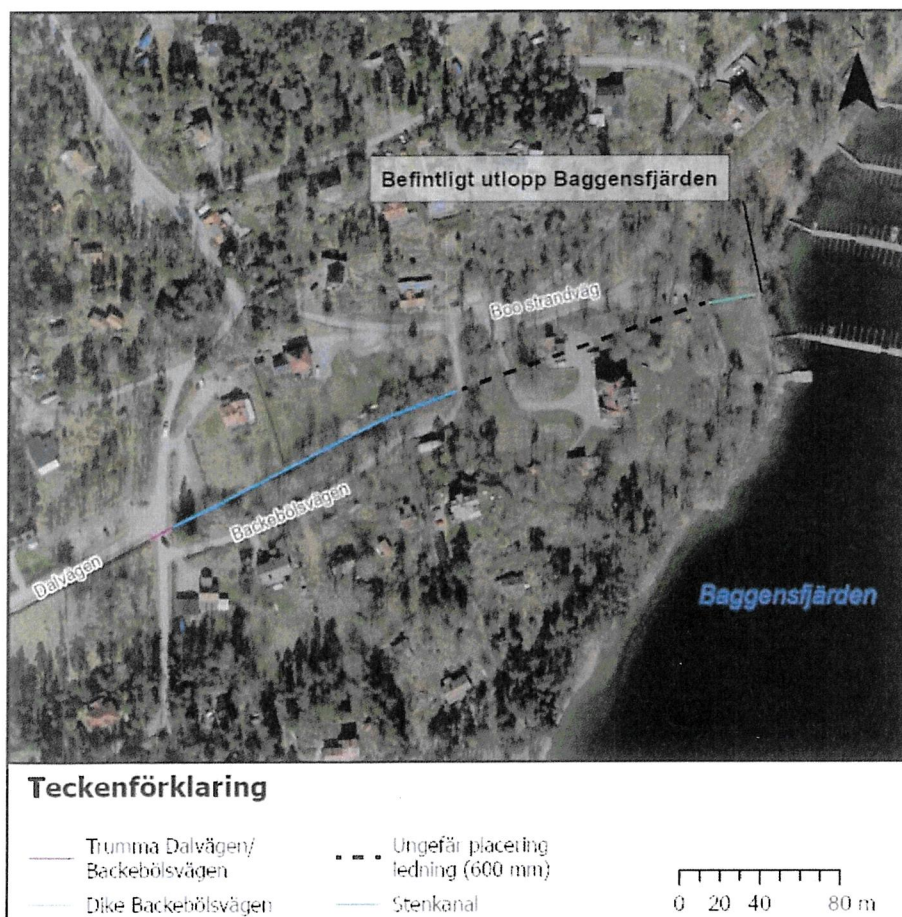 Befintligt utlopp Baggensfjärden
Boo strandväg
Backebölsvägen
Dalvägen
Baggensfjärden
Teckenförklaring
Trumma Dalvägen/
Backebölsvägen
Dike Backebölsvägen
Ungefär placering
ledning (600 mm)
Stenkanal
0 20 40 80 m